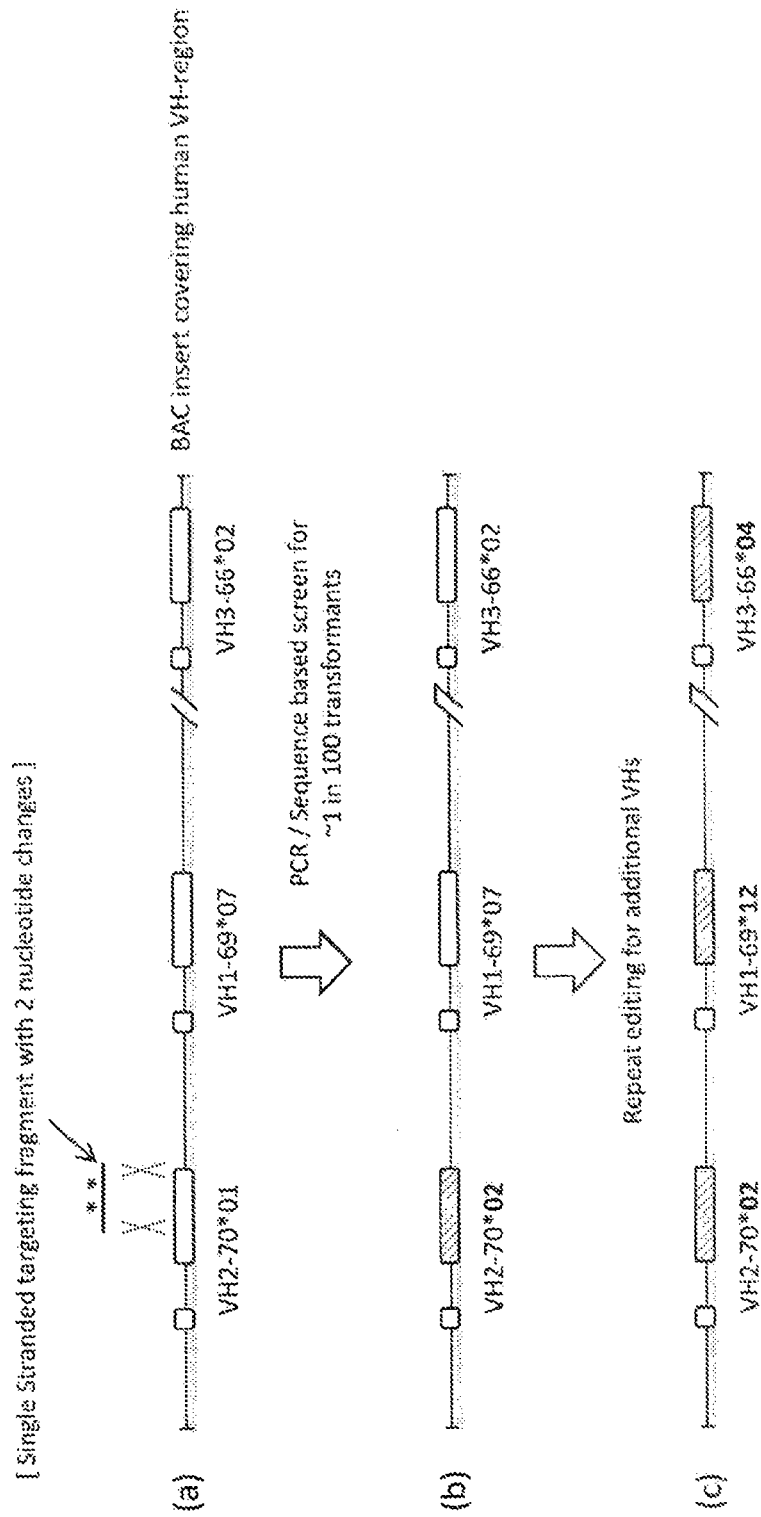 [ Single Stranded targeting fragment with 2 nucleotide changes ]
* *
(a)
BAC insert covering human VH-region
VH2-70*01
VH1-69*07
VH3-66*02
PCR / Sequence based screen for
~1 in 100 transformants
(b)
VH2-70*02
VH1-69*07
VH3-66*02
Repeat editing for additional VHs
(c)
VH2-70*02
VH1-69*12
VH3-66*04